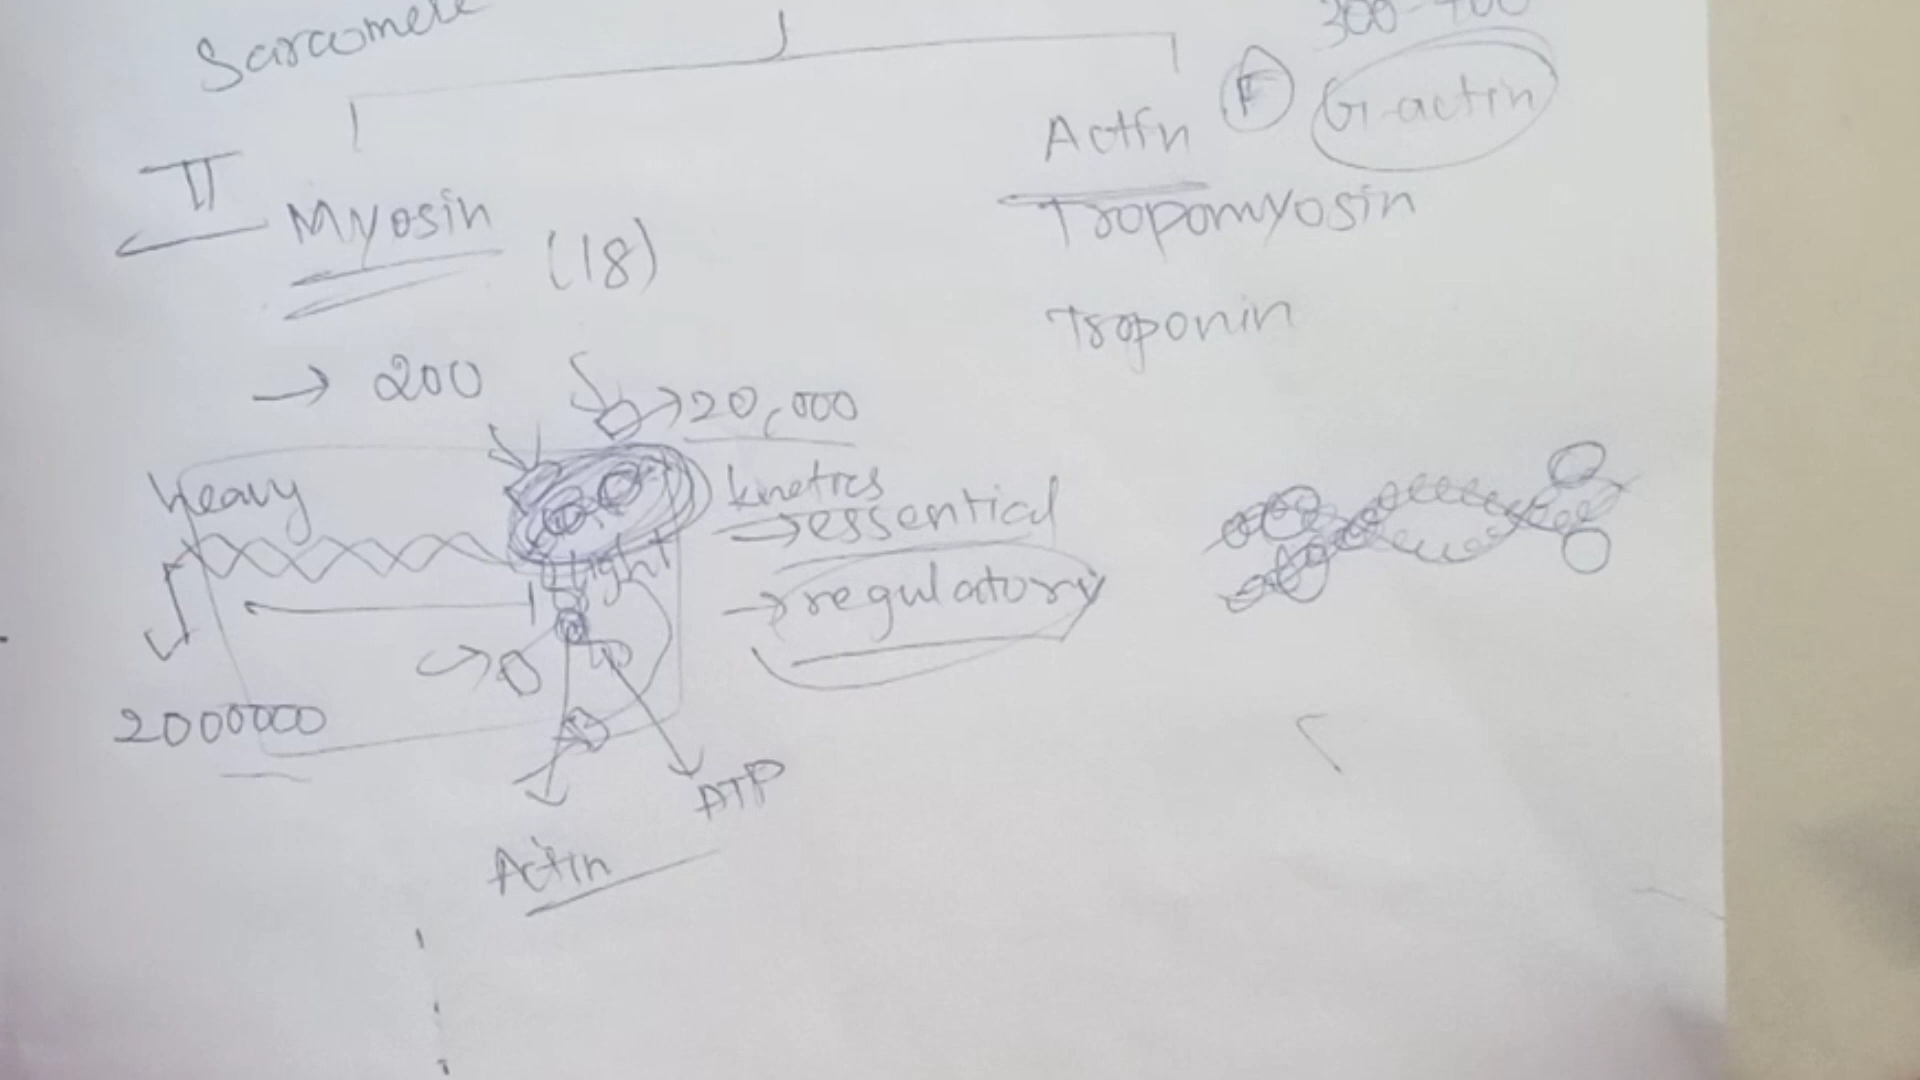 Sarcomere
300-400
Actin F G-actin
II Myosin (18)
Tropomyosin
Troponin
→ 200
→ 20,000
heavy
kinetics
→ essential
light
→ regulatory
2000000
ATP
Actin